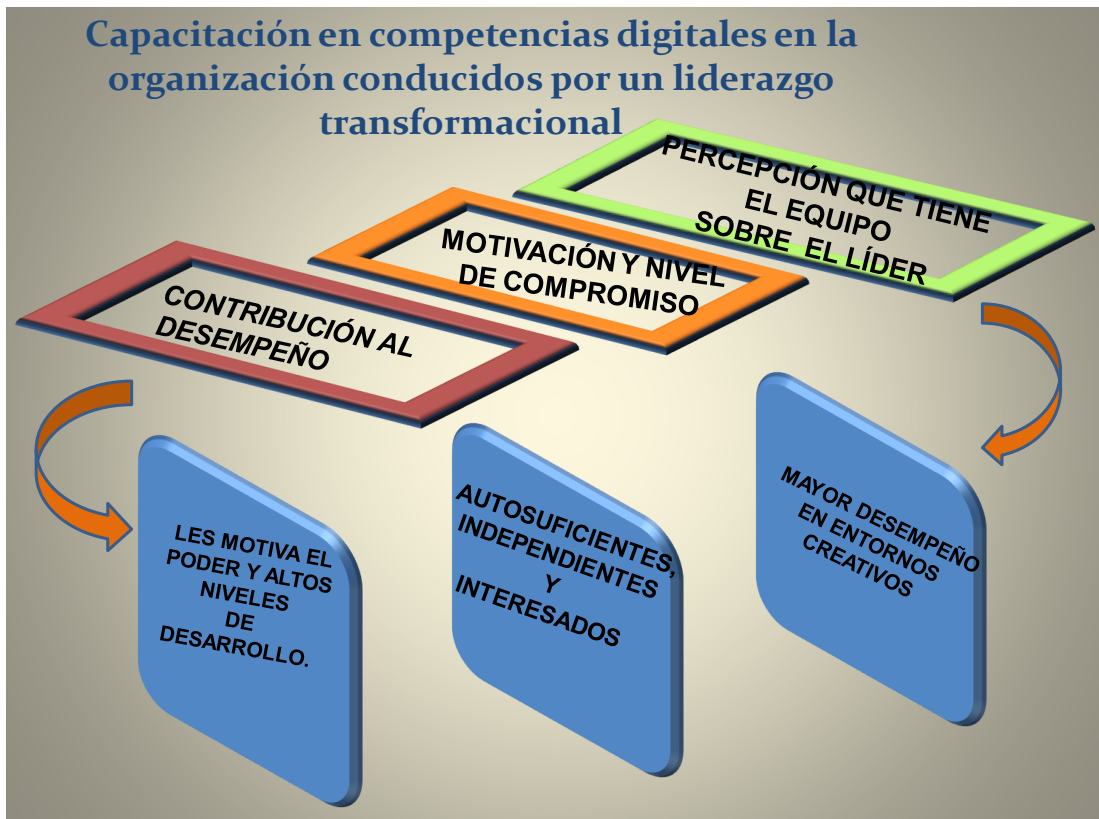 Capacitación en competencias digitales en la
organización conducidos por un liderazgo
transformacional
PERCEPCIÓN QUE TIENE
EL EQUIPO
SOBRE EL LÍDER
MOTIVACIÓN Y NIVEL
DE COMPROMISO
CONTRIBUCIÓN AL
DESEMPEÑO
LES MOTIVA EL
PODER Y ALTOS
NIVELES
DE
DESARROLLO.
AUTOSUFICIENTES,
INDEPENDIENTES
Y
INTERESADOS
MAYOR DESEMPEÑO
EN ENTORNOS
CREATIVOS